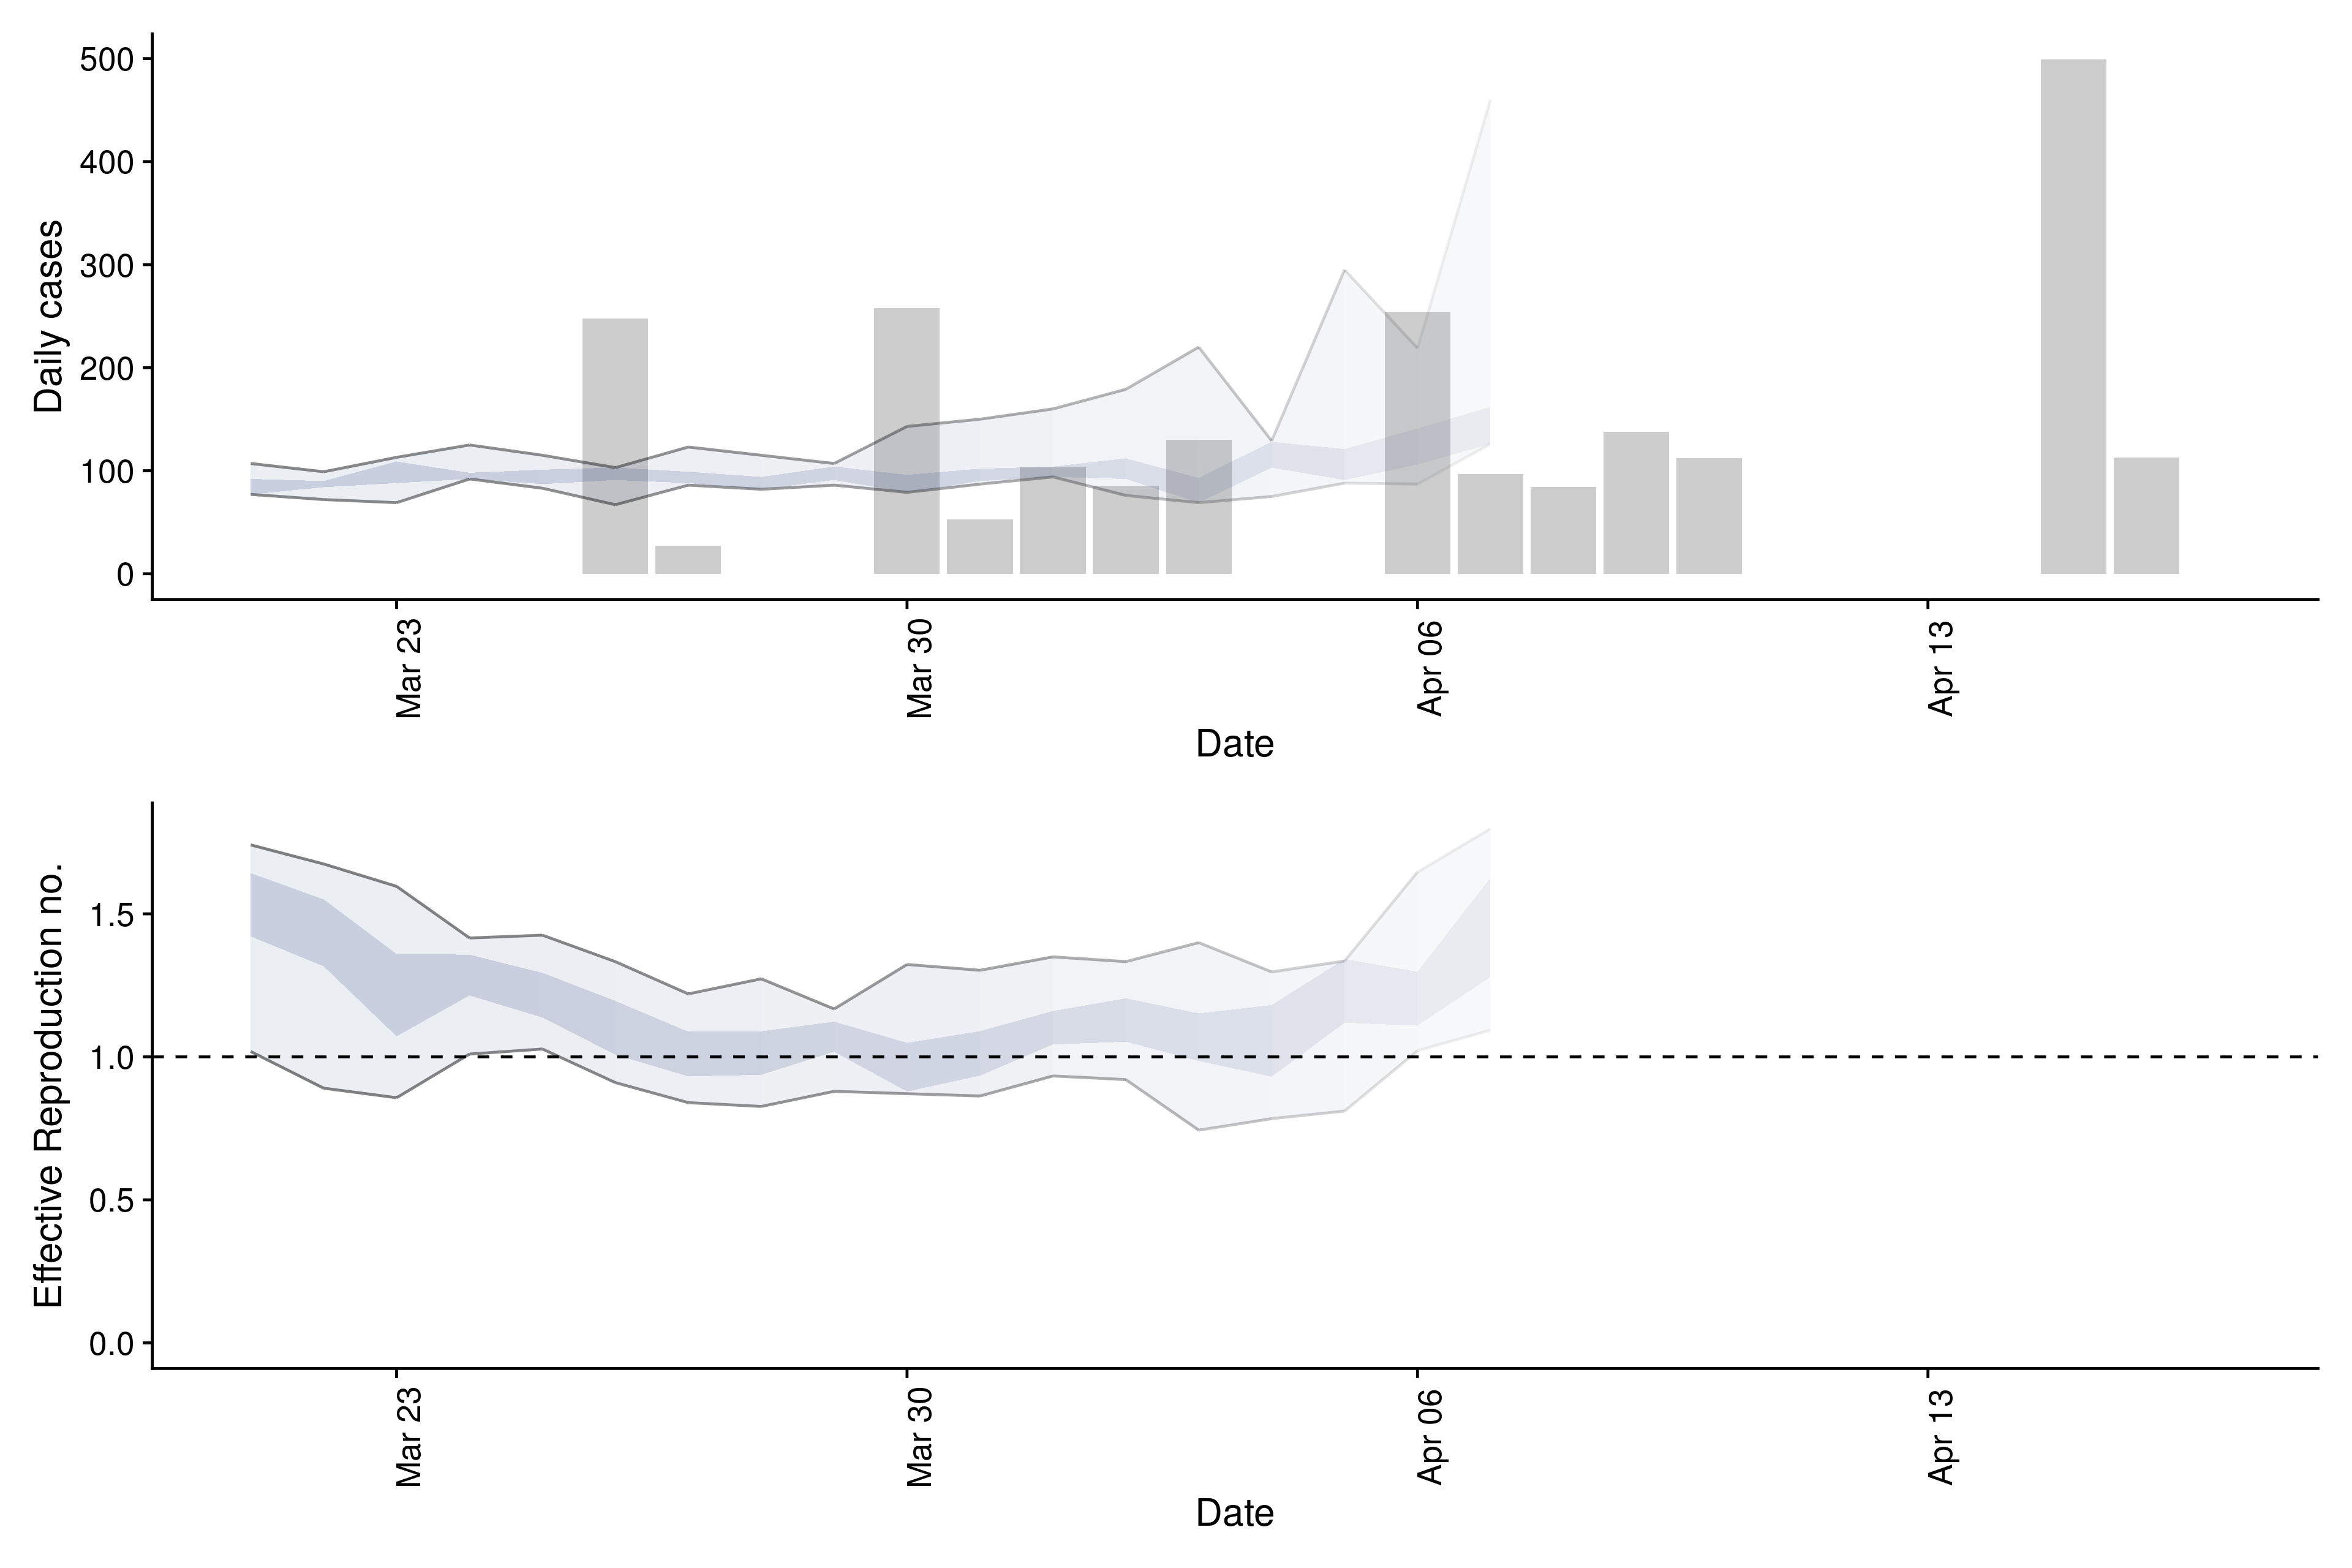 Daily cases
500
400
300
200
100
0
Mar 23
Mar 30
Apr 06
Apr 13
Date
Effective Reproduction no.
1.5
1.0
0.5
0.0
Mar 23
Mar 30
Apr 06
Apr 13
Date